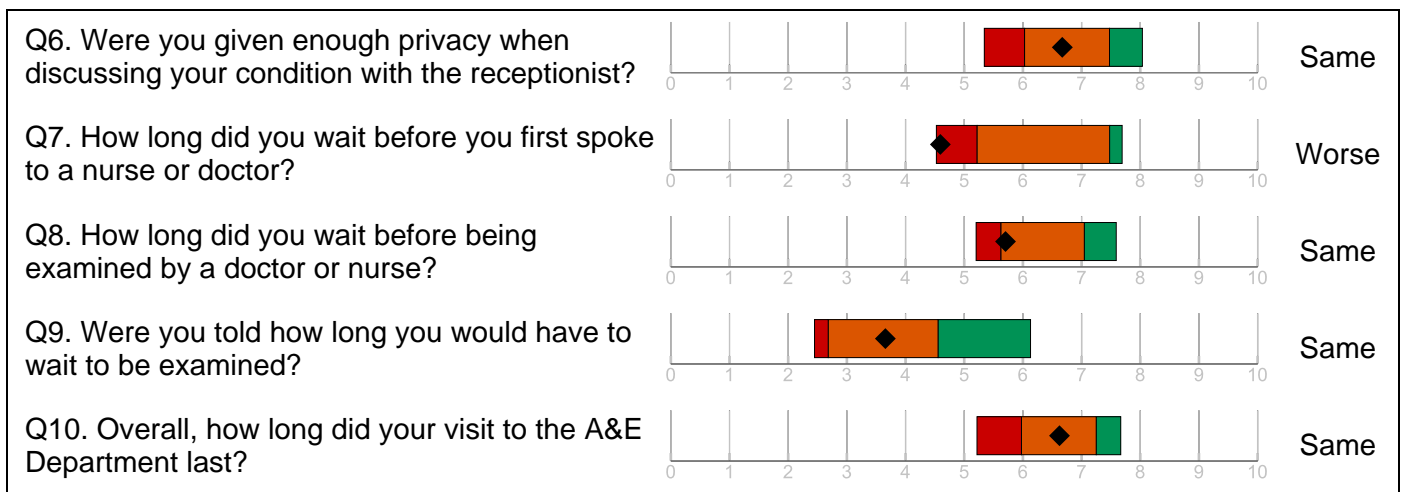 Q6. Were you given enough privacy when
discussing your condition with the receptionist?
0 1 2 3 4 5 6 7 8 9 10
Same
Q7. How long did you wait before you first spoke
to a nurse or doctor?
0 1 2 3 4 5 6 7 8 9 10
Worse
Q8. How long did you wait before being
examined by a doctor or nurse?
0 1 2 3 4 5 6 7 8 9 10
Same
Q9. Were you told how long you would have to
wait to be examined?
0 1 2 3 4 5 6 7 8 9 10
Same
Q10. Overall, how long did your visit to the A&E
Department last?
0 1 2 3 4 5 6 7 8 9 10
Same